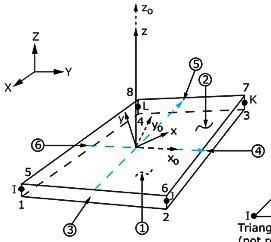 z₀
Z
z
X
Y
8
L
4
y
y₀
x
x₀
⑤
②
7
K
3
⑥
④
5
I
1
6
J
2
③
①
I
Triang
(not r